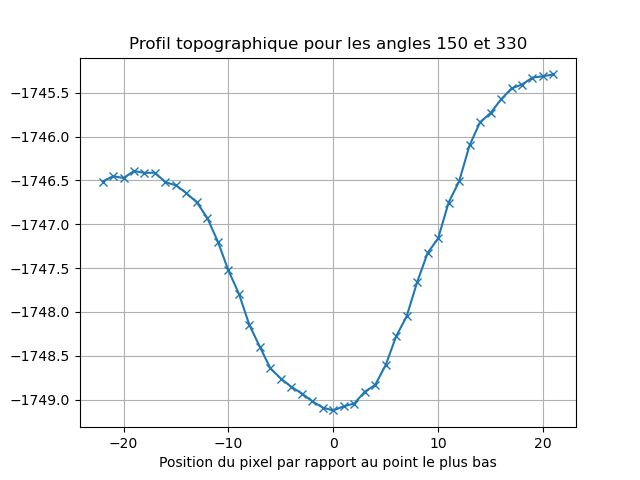 Profil topographique pour les angles 150 et 330
−1745.5
−1746.0
−1746.5
−1747.0
−1747.5
−1748.0
−1748.5
−1749.0
−20 −10 0 10 20
Position du pixel par rapport au point le plus bas